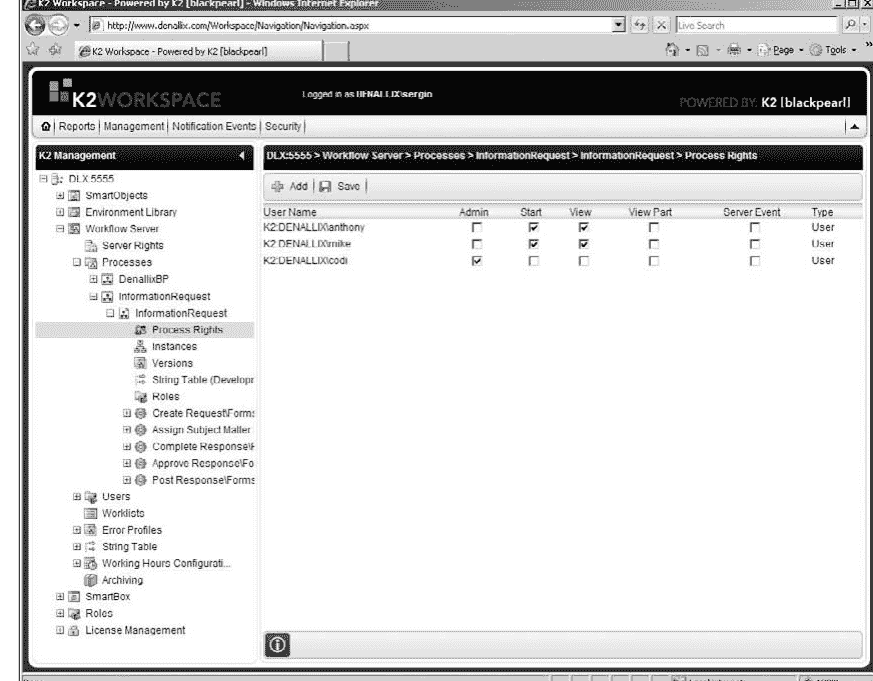 K2 Workspace - Powered by K2 [blackpearl] - Windows Internet Explorer
http://www.denallix.com/Workspace/Navigation/Navigation.aspx
Live Search
K2 Workspace - Powered by K2 [blackpearl]
Page
Tools
K2WORKSPACE
Logged in as DENALLIX\sergio
POWERED BY K2 [blackpearl]
Reports | Management | Notification Events | Security
K2 Management
DLX:5555 > Workflow Server > Processes > InformationRequest > InformationRequest > Process Rights
Add
Save
User Name Admin Start View View Part Server Event Type
K2:DENALLIX\anthony User
K2:DENALLIX\mike User
K2:DENALLIX\codi User
DLX:5555
SmartObjects
Environment Library
Workflow Server
Server Rights
Processes
DenallixBP
InformationRequest
InformationRequest
Process Rights
Instances
Versions
String Table (Developr
Roles
Create Request\Forms
Assign Subject Matter
Complete Response\F
Approve Response\Fo
Post Response\Forms
Users
Worklists
Error Profiles
String Table
Working Hours Configurati...
Archiving
SmartBox
Roles
License Management